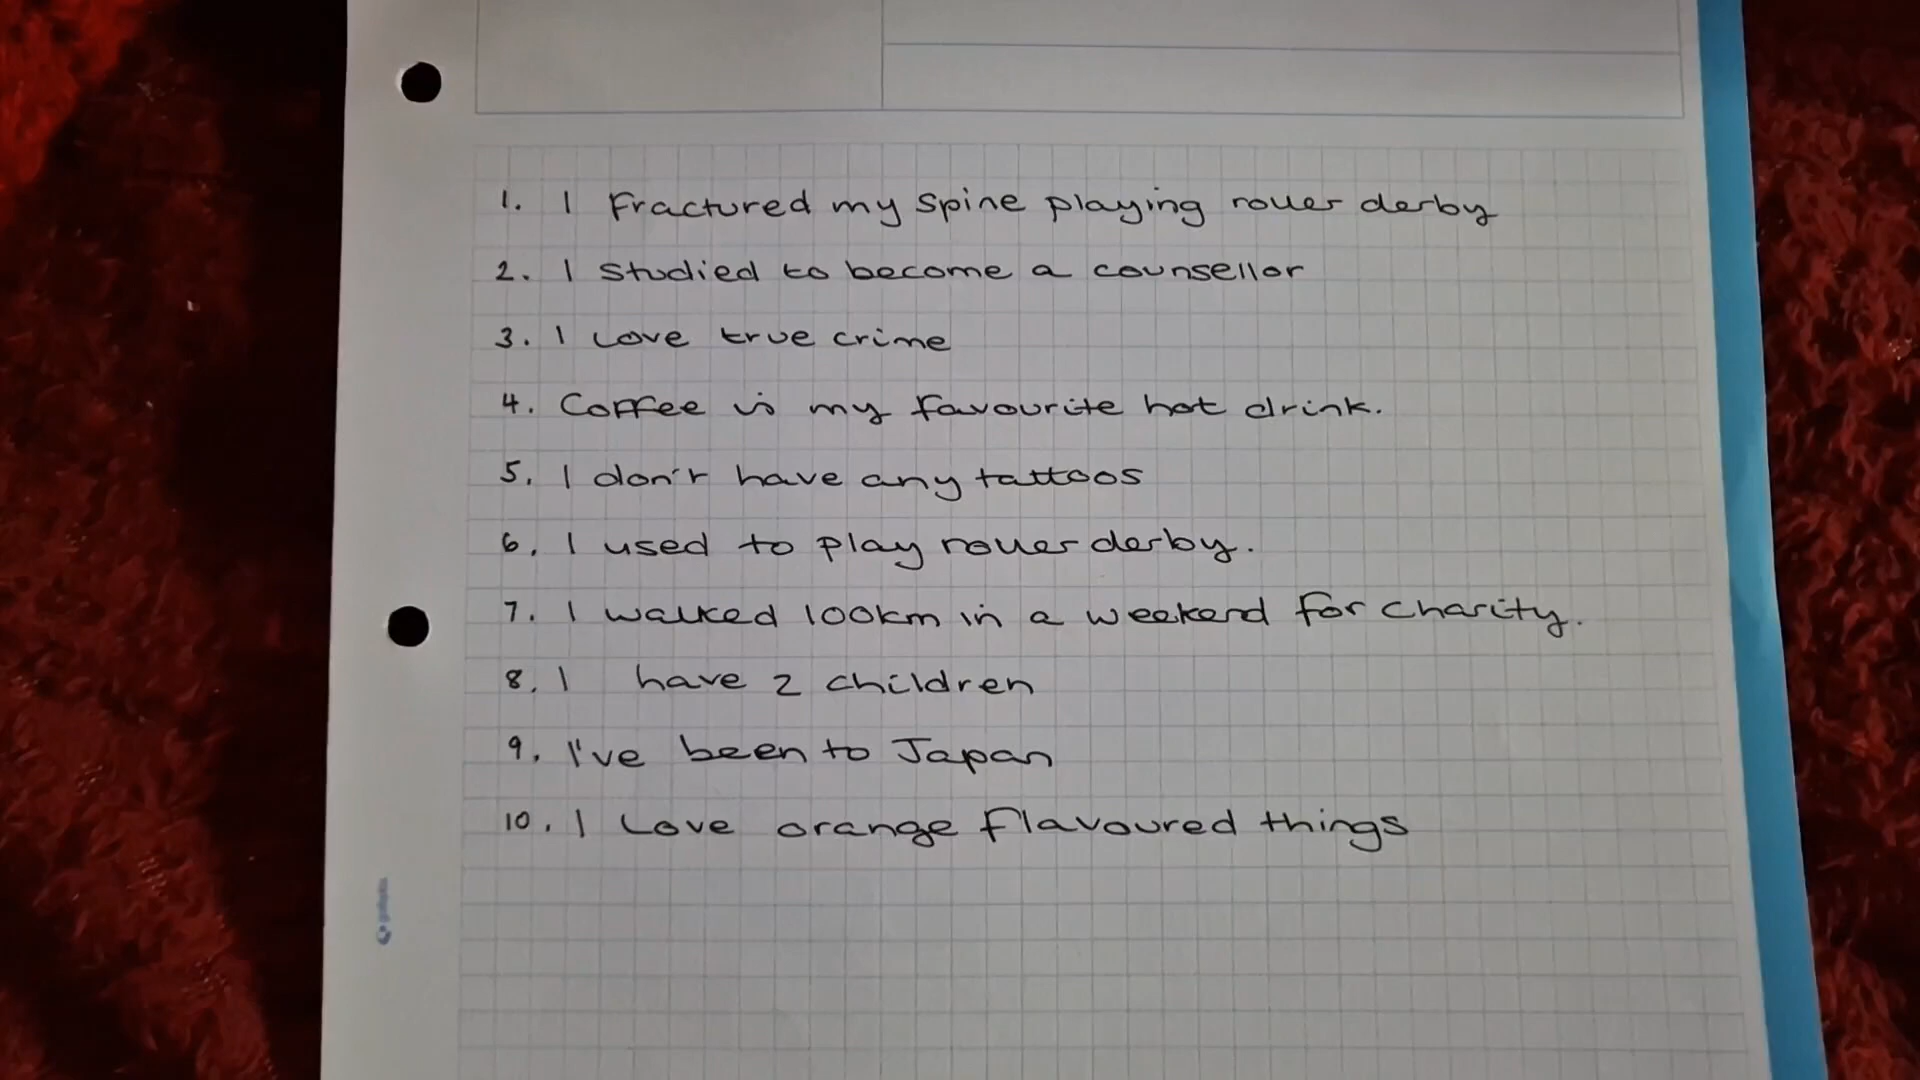 1. I Fractured my spine playing roller derby
2. I studied to become a counsellor
3. I love true crime
4. Coffee is my favourite hot drink.
5. I don't have any tattoos
6. I used to play roller derby.
7. I walked 100km in a weekend for charity.
8. I have 2 children
9. I've been to Japan
10. I Love orange flavoured things